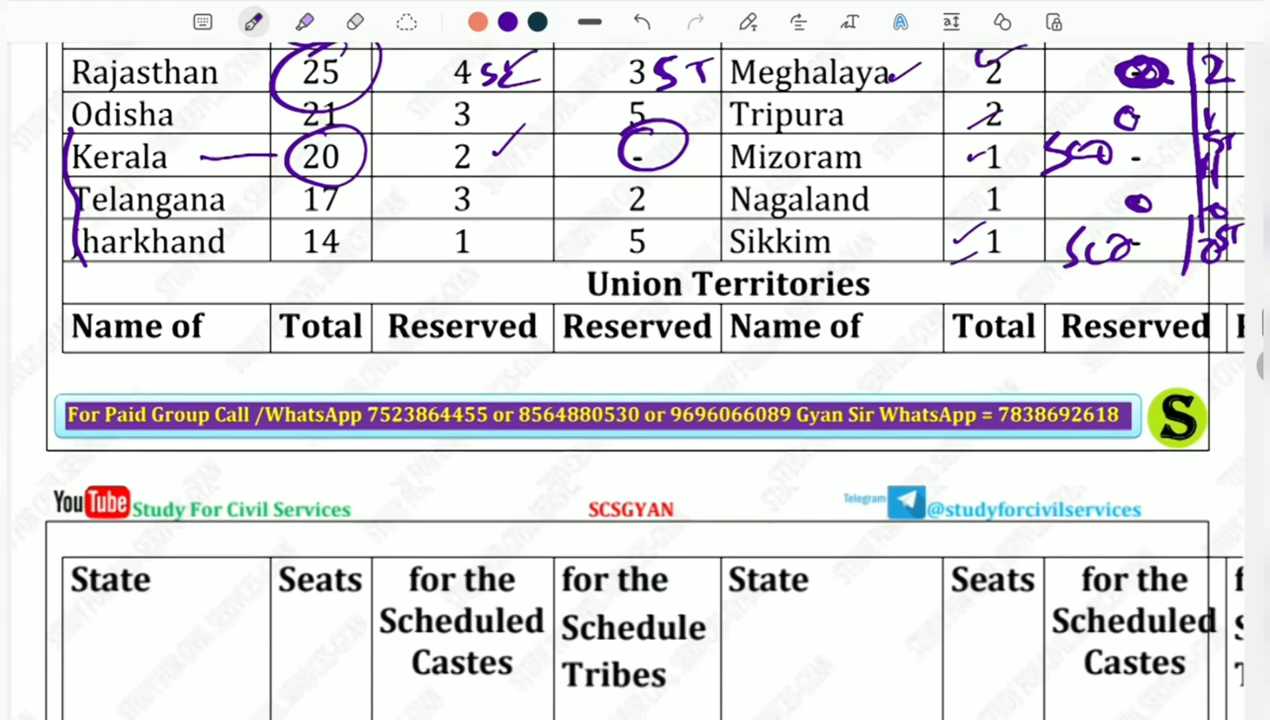 Rajasthan 25 4 SC 3 ST Meghalaya 2 2
Odisha 21 3 5 Tripura 2 0
Kerala 20 2 - Mizoram 1 SC0 - ST
Telangana 17 3 2 Nagaland 1
Jharkhand 14 1 5 Sikkim 1 SC0 - ST
Union Territories
Name of Total Reserved Reserved Name of Total Reserved
For Paid Group Call /WhatsApp 7523864455 or 8564880530 or 9696066089 Gyan Sir WhatsApp = 7838692618 S
YouTube Study For Civil Services SCSGYAN Telegram @studyforcivilservices
State Seats for the for the State Seats for the
Scheduled Schedule Scheduled
Castes Tribes Castes